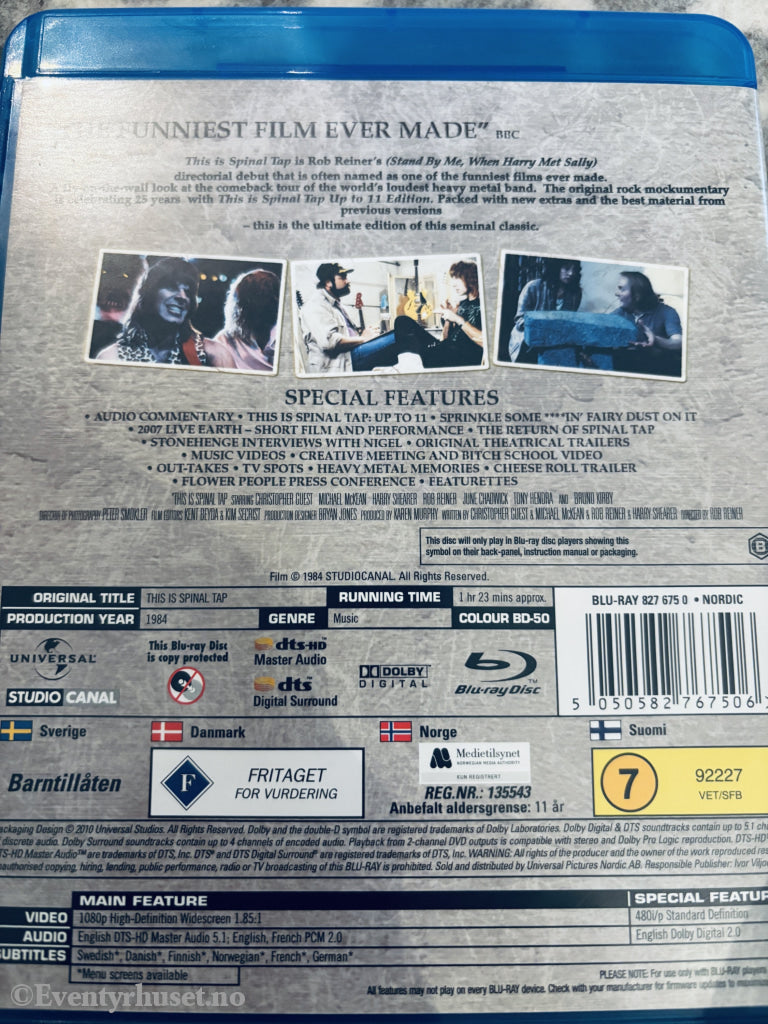 THE FUNNIEST FILM EVER MADE" BBC
This is Spinal Tap is Rob Reiner's (Stand By Me, When Harry Met Sally)
directorial debut that is often named as one of the funniest films ever made.
A fly-on-the-wall look at the comeback tour of the world's loudest heavy metal band. The original rock mockumentary
is celebrating 25 years with This is Spinal Tap Up to 11 Edition. Packed with new extras and the best material from
previous versions
– this is the ultimate edition of this seminal classic.
SPECIAL FEATURES
• AUDIO COMMENTARY • THIS IS SPINAL TAP: UP TO 11 • SPRINKLE SOME ****IN' FAIRY DUST ON IT
• 2007 LIVE EARTH – SHORT FILM AND PERFORMANCE • THE RETURN OF SPINAL TAP
• STONEHENGE INTERVIEWS WITH NIGEL • ORIGINAL THEATRICAL TRAILERS
• MUSIC VIDEOS • CREATIVE MEETING AND BITCH SCHOOL VIDEO
• OUT-TAKES • TV SPOTS • HEAVY METAL MEMORIES • CHEESE ROLL TRAILER
• FLOWER PEOPLE PRESS CONFERENCE • FEATURETTES
"THIS IS SPINAL TAP STARRING CHRISTOPHER GUEST MICHAEL McKEAN HARRY SHEARER ROB REINER JUNE CHADWICK TONY HENDRA AND BRUNO KIRBY
DIRECTOR OF PHOTOGRAPHY PETER SMOKLER FILM EDITORS KENT BEYDA & KIM SECRIST PRODUCTION DESIGNER BRYAN JONES PRODUCED BY KAREN MURPHY WRITTEN BY CHRISTOPHER GUEST & MICHAEL McKEAN & ROB REINER & HARRY SHEARER DIRECTED BY ROB REINER
This disc will only play in Blu-ray disc players showing this
symbol on their back-panel, instruction manual or packaging.
B
Film © 1984 STUDIOCANAL. All Rights Reserved.
ORIGINAL TITLE THIS IS SPINAL TAP RUNNING TIME 1 hr 23 mins approx.
PRODUCTION YEAR 1984 GENRE Music COLOUR BD-50
BLU-RAY 827 675 0 • NORDIC
5 050582 767506
UNIVERSAL
STUDIO CANAL
This Blu-ray Disc
is copy protected
dts-HD
Master Audio
dts
Digital Surround
DOLBY
DIGITAL
Blu-ray Disc
TM
Sverige
Danmark
Norge
Suomi
Barntillåten
F
FRITAGET
FOR VURDERING
Medietilsynet
NORWEGIAN MEDIA AUTHORITY
KUN REGISTRERT
REG.NR.: 135543
Anbefalt aldersgrense: 11 år
7
92227
VET/SFB
ackaging Design © 2010 Universal Studios. All Rights Reserved. Dolby and the double-D symbol are registered trademarks of Dolby Laboratories. Dolby Digital & DTS soundtracks contain up to 5.1 cha
discrete audio. Dolby Surround soundtracks contain up to 4 channels of encoded audio. Playback from 2-channel DVD outputs is compatible with stereo and Dolby Pro Logic reproduction. DTS-HD
TS-HD Master Audio™ are trademarks of DTS, Inc. DTS® and DTS Digital Surround® are registered trademarks of DTS, Inc. WARNING: All rights of the producer and the owner of the work reproduced res
authorised copying, hiring, lending, public performance, radio or TV broadcasting of this BLU-RAY is prohibited. Sold and distributed by Universal Pictures Nordic AB. Responsible Publisher: Ivor Viljo
MAIN FEATURE SPECIAL FEATUR
VIDEO 1080p High-Definition Widescreen 1.85:1 480i/p Standard Definition
AUDIO English DTS-HD Master Audio 5.1; English, French PCM 2.0 English Dolby Digital 2.0
SUBTITLES Swedish*, Danish*, Finnish*, Norwegian*, French*, German*
*Menu screens available
PLEASE NOTE: For use only with BLU-RAY players
All features may not play on every BLU-RAY device. Check with your manufacturer for firmware updates to maximi
©Eventyrhuset.no